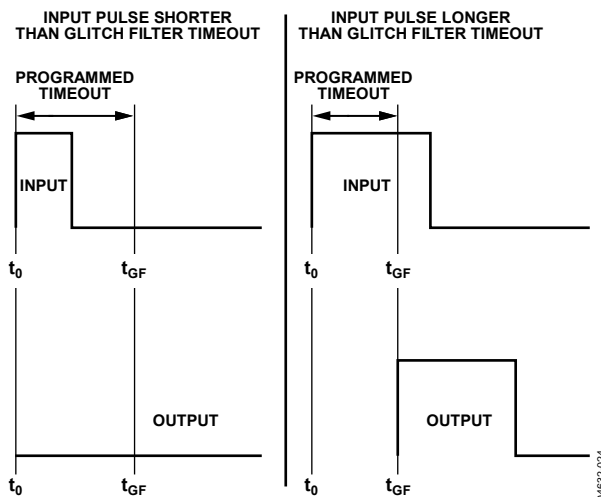 INPUT PULSE SHORTER
THAN GLITCH FILTER TIMEOUT
PROGRAMMED
TIMEOUT
INPUT
t0
tGF
OUTPUT
t0
tGF
INPUT PULSE LONGER
THAN GLITCH FILTER TIMEOUT
PROGRAMMED
TIMEOUT
INPUT
t0
tGF
OUTPUT
t0
tGF